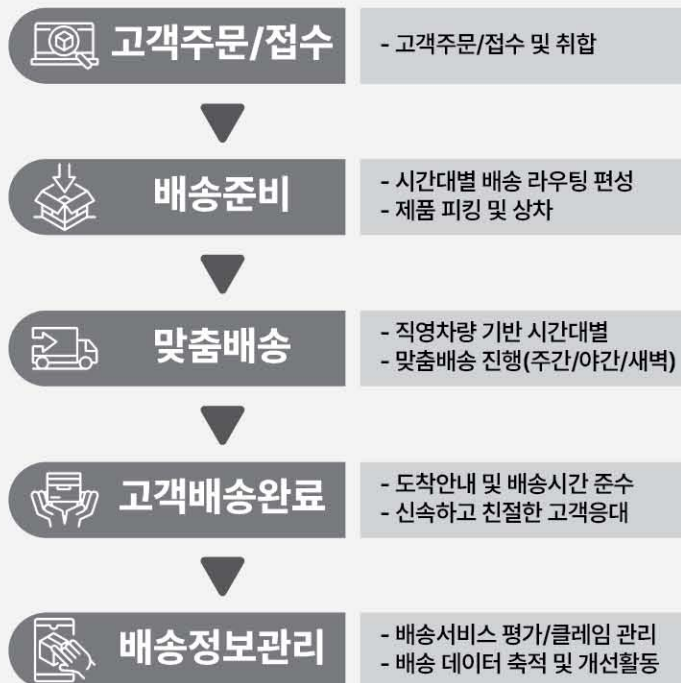 고객주문/접수
- 고객주문/접수 및 취합
배송준비
- 시간대별 배송 라우팅 편성
- 제품 피킹 및 상차
맞춤배송
- 직영차량 기반 시간대별
- 맞춤배송 진행(주간/야간/새벽)
고객배송완료
- 도착안내 및 배송시간 준수
- 신속하고 친절한 고객응대
배송정보관리
- 배송서비스 평가/클레임 관리
- 배송 데이터 축적 및 개선활동